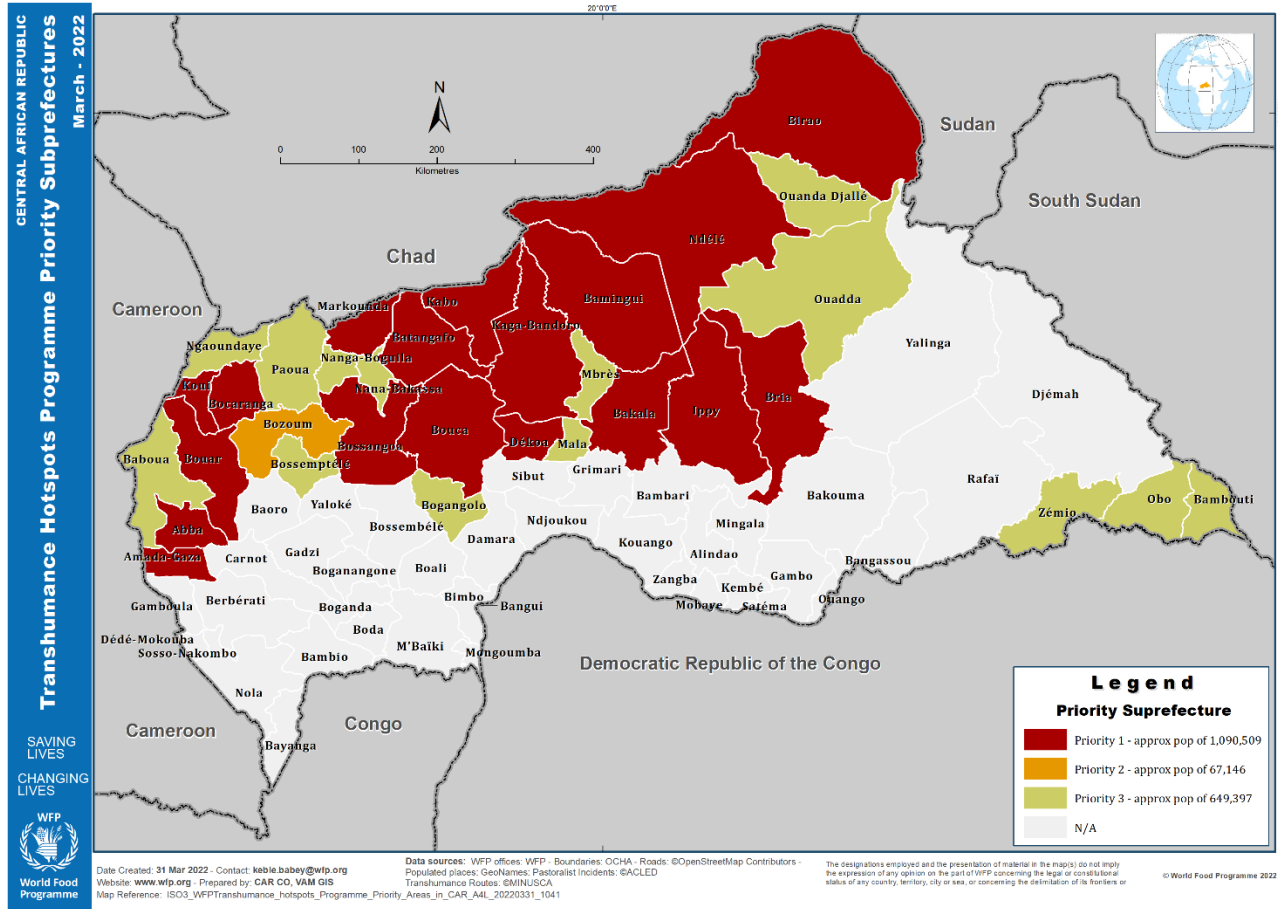 CENTRAL AFRICAN REPUBLIC
Transhumance Hotspots Programme Priority Subprefectures
March - 2022
SAVING
LIVES
CHANGING
LIVES
WFP
World Food
Programme
20°0'0"E
N
0 100 200 400
Kilometres
Sudan
South Sudan
Chad
Cameroon
Birao
Ouanda Djallé
Ndélé
Ouadda
Bamingui
Markounda
Kabo
Kaga-Bandoro
Batangafo
Ngaoundaye
Nanga-Boguila
Paoua
Mbrès
Yalinga
Koui
Nana-Bakassa
Bocaranga
Djémah
Bria
Ippy
Bakala
Bozoum
Bouca
Bossangoa
Dékoa
Mala
Baboua
Bouar
Bossemptélé
Sibut
Grimari
Rafaï
Bambari
Bakouma
Obo
Bambouti
Zémio
Baoro
Yaloké
Bogangolo
Bossembélé
Ndjoukou
Mingala
Abba
Damara
Kouango
Amada-Gaza
Carnot
Gadzi
Alindao
Bangassou
Boganangone
Boali
Zangba
Gambo
Kembé
Gamboula
Berbérati
Boganda
Bimbo
Bangui
Mobaye
Satéma
Ouango
Boda
Dédé-Mokouba
Sosso-Nakombo
M'Baïki
Mongoumba
Bambio
Democratic Republic of the Congo
Nola
Cameroon
Congo
Bayanga
Legend
Priority Suprefecture
Priority 1 - approx pop of 1,090,509
Priority 2 - approx pop of 67,146
Priority 3 - approx pop of 649,397
N/A
Date Created: 31 Mar 2022 - Contact: keble.babey@wfp.org
Website: www.wfp.org - Prepared by: CAR CO, VAM GIS
Map Reference: ISO3_WFPTranshumance_hotspots_Programme_Priority_Areas_in_CAR_A4L_20220331_1041
Data sources: WFP offices: WFP - Boundaries: OCHA - Roads: ©OpenStreetMap Contributors -
Populated places: GeoNames: Pastoralist Incidents: ©ACLED
Transhumance Routes: ©MINUSCA
The designations employed and the presentation of material in the map(s) do not imply
the expression of any opinion on the part of WFP concerning the legal or constitutional
status of any country, territory, city or sea, or concerning the delimitation of its frontiers or
© World Food Programme 2022